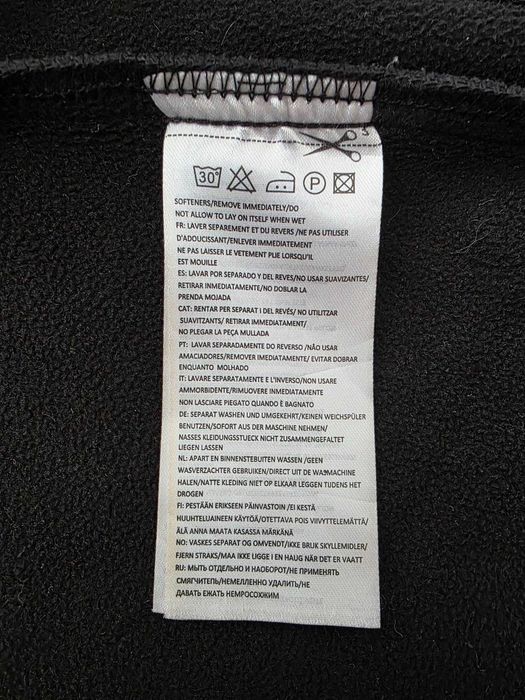 30°
P
SOFTENERS/REMOVE IMMEDIATELY/DO
NOT ALLOW TO LAY ON ITSELF WHEN WET
FR: LAVER SEPAREMENT ET DU REVERS /NE PAS UTILISER
D'ADOUCISSANT/ENLEVER IMMEDIATEMENT
NE PAS LAISSER LE VETEMENT PLIE LORSQU'IL
EST MOUILLE
ES: LAVAR POR SEPARADO Y DEL REVES/NO USAR SUAVIZANTES/
RETIRAR INMEDIATAMENTE/NO DOBLAR LA
PRENDA MOJADA
CAT: RENTAR PER SEPARAT I DEL REVÉS/ NO UTILITZAR
SUAVITZANTS/ RETIRAR IMMEDIATAMENT/
NO PLEGAR LA PEÇA MULLADA
PT: LAVAR SEPARADAMENTE DO REVERSO /NÃO USAR
AMACIADORES/REMOVER IMEDIATAMENTE/ EVITAR DOBRAR
ENQUANTO MOLHADO
IT: LAVARE SEPARATAMENTE E L'INVERSO/NON USARE
AMMORBIDENTE/RIMUOVERE INMEDIATAMENTE
NON LASCIARE PIEGATO QUANDO È BAGNATO
DE: SEPARAT WASHEN UND UMGEKEHRT/KEINEN WEICHSPÜLER
BENUTZEN/SOFORT AUS DER MASCHINE NEHMEN/
NASSES KLEIDUNGSSTUECK NICHT ZUSAMMENGEFALTET
LIEGEN LASSEN
NL: APART EN BINNENSTEBUITEN WASSEN /GEEN
WASVERZACHTER GEBRUIKEN/DIRECT UIT DE WASMACHINE
HALEN/NATTE KLEDING NIET OP ELKAAR LEGGEN TIJDENS HET
DROGEN
FI: PESTÄÄN ERIKSEEN PÄINVASTOIN /EI KESTÄ
HUUHTELUAINEEN KÄYTÖÄ/OTETTAVA POIS VIIVYTTELEMÄTTÄ/
ÄLÄ ANNA MAATA KASASSA MÄRKÄNÄ
NO: VASKES SEPARAT OG OMVENDT/IKKE BRUK SKYLLEMIDLER/
FJERN STRAKS/MAA IKKE LIGGE I EN HAUG NÅR DET ER VAATT
RU: МЫТЬ ОТДЕЛЬНО И НАОБОРОТ/НЕ ПРИМЕНЯТЬ
СМЯГЧИТЕЛЬ/НЕМЕЛЛЕННО УДАЛИТЬ/НЕ
ДАВАТЬ ЕЖАТЬ НЕМРОСОХЖИМ